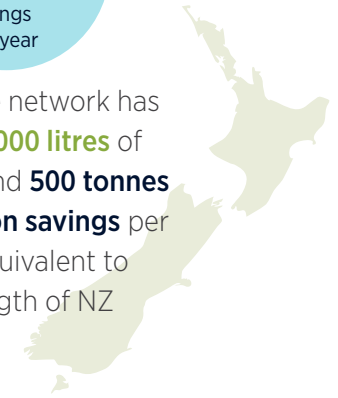 ngs
year
network has
000 litres of
nd 500 tonnes
on savings per
uivalent to
gth of NZ